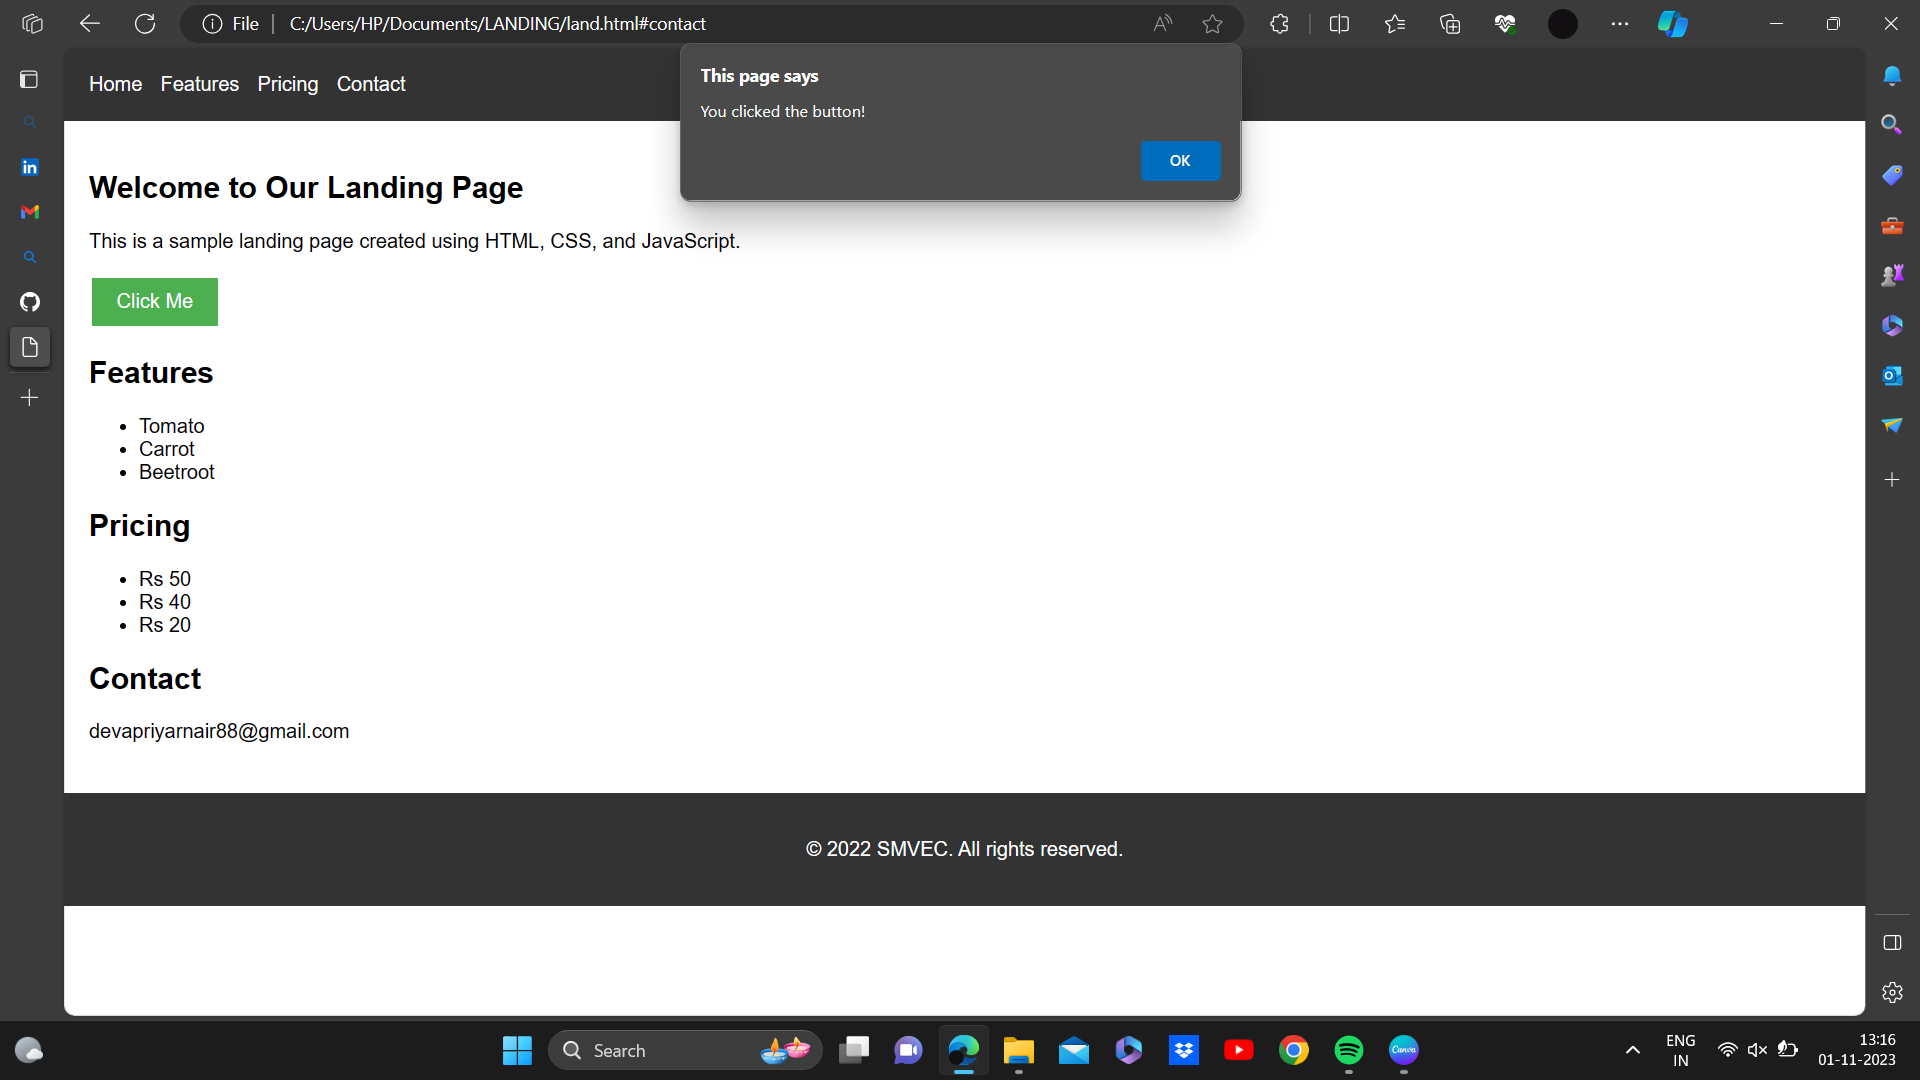 File
C:/Users/HP/Documents/LANDING/land.html#contact
This page says
You clicked the button!
OK
Home Features Pricing Contact
Welcome to Our Landing Page
This is a sample landing page created using HTML, CSS, and JavaScript.
Click Me
Features
• Tomato
• Carrot
• Beetroot
Pricing
• Rs 50
• Rs 40
• Rs 20
Contact
devapriyarnair88@gmail.com
© 2022 SMVEC. All rights reserved.
Search
Canva
ENG
IN
13:16
01-11-2023